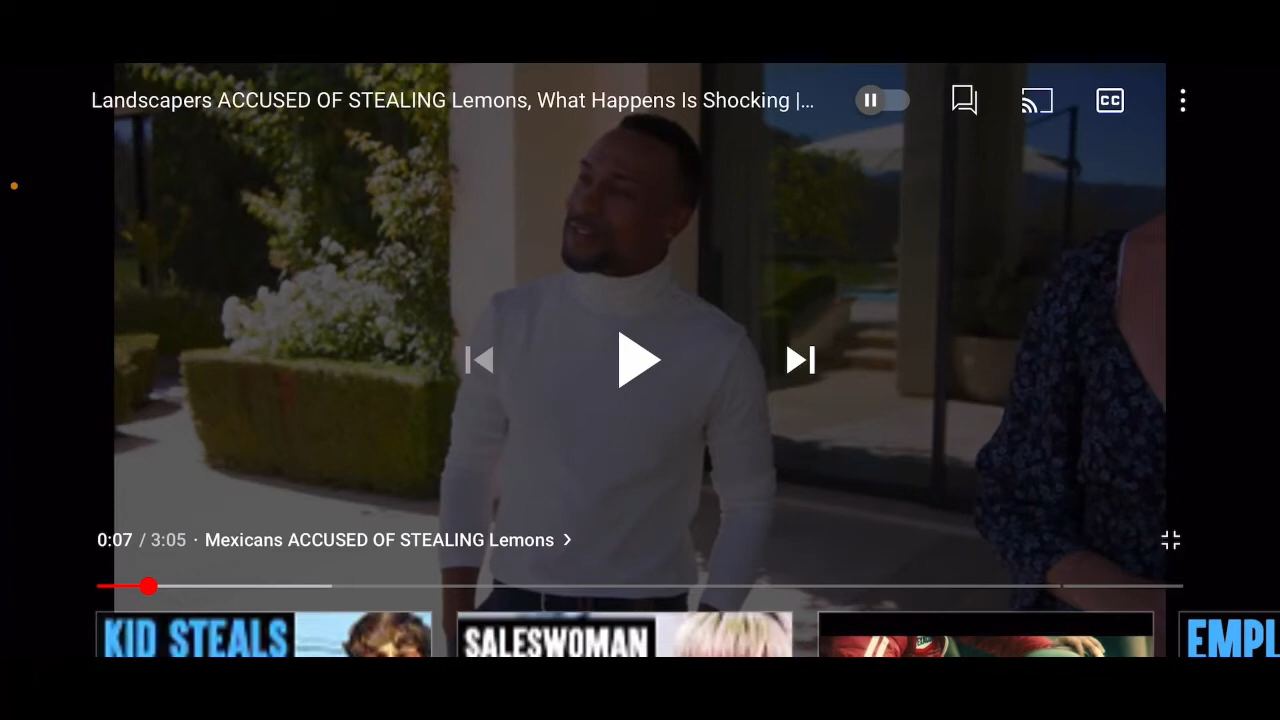 Landscapers ACCUSED OF STEALING Lemons, What Happens Is Shocking |...
CC
0:07 / 3:05 · Mexicans ACCUSED OF STEALING Lemons
KID STEALS
SALESWOMAN
EMPL